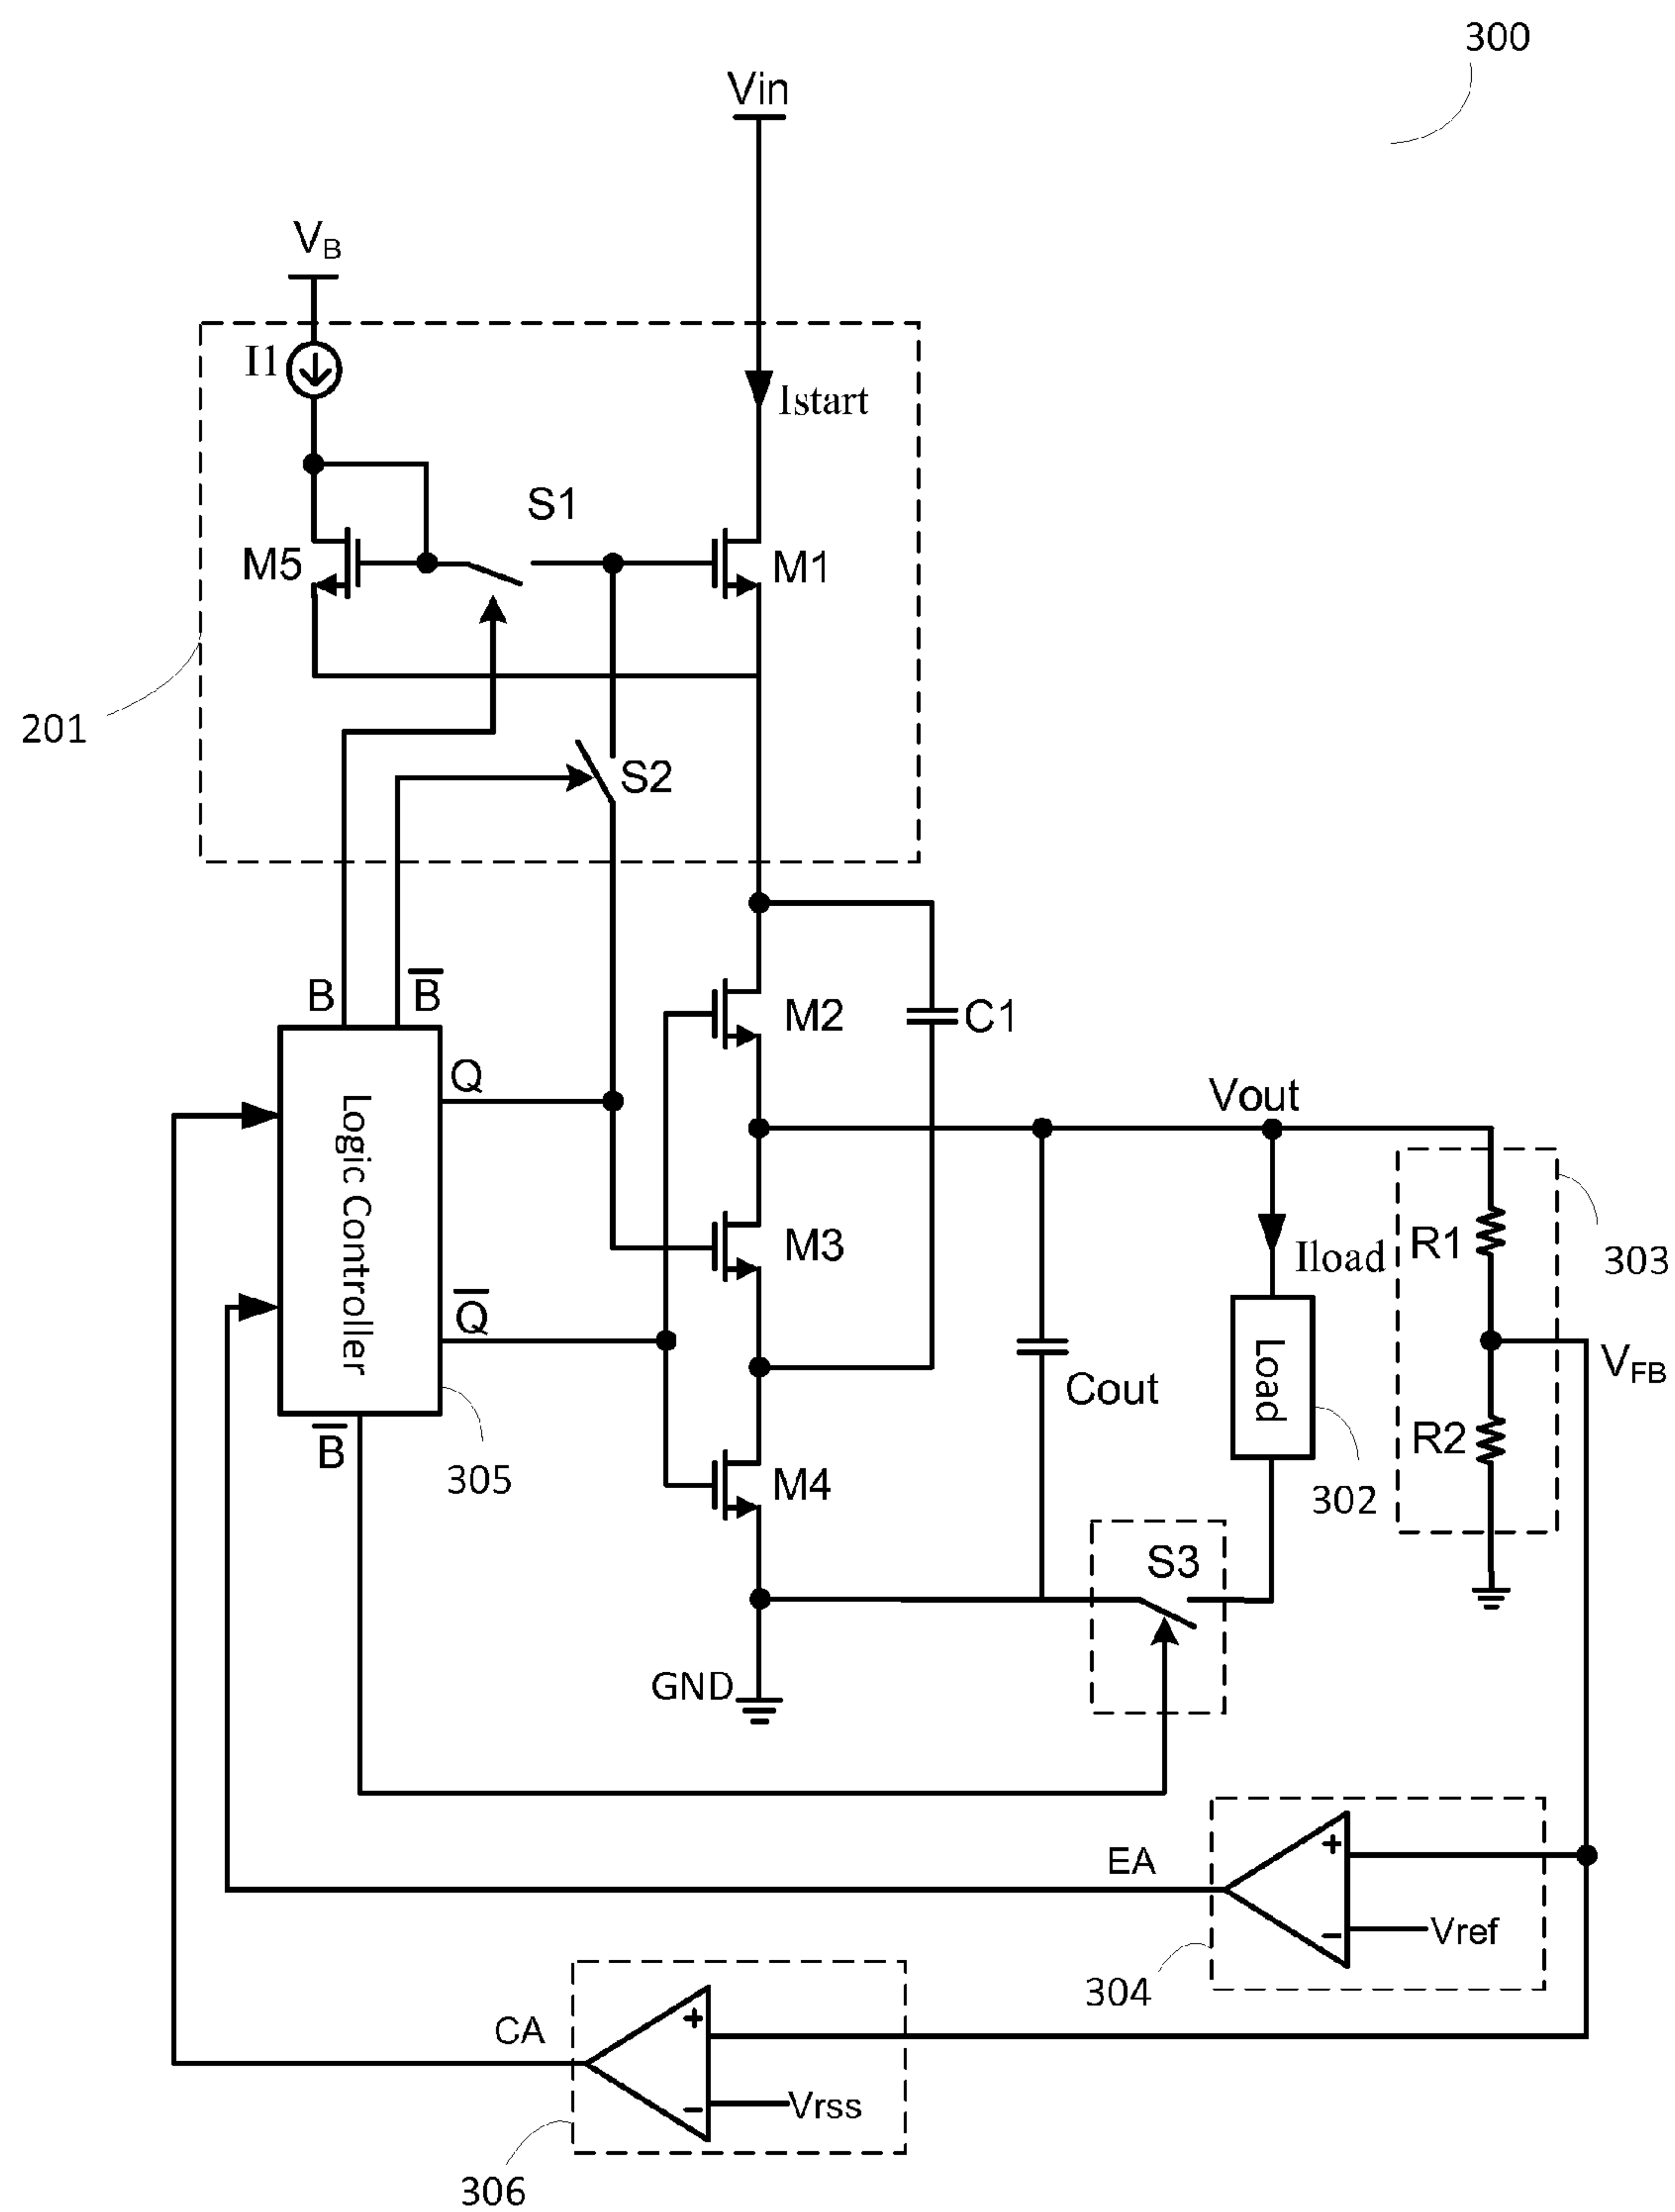 300
Vin
VB
I1
Istart
S1
M5
M1
201
S2
B
B̅
M2
C1
Q
Vout
Logic Controller
M3
R1
303
Iload
Q̅
Load
VFB
Cout
R2
B̅
305
M4
302
S3
GND
EA
+
−
Vref
304
CA
+
−
Vrss
306